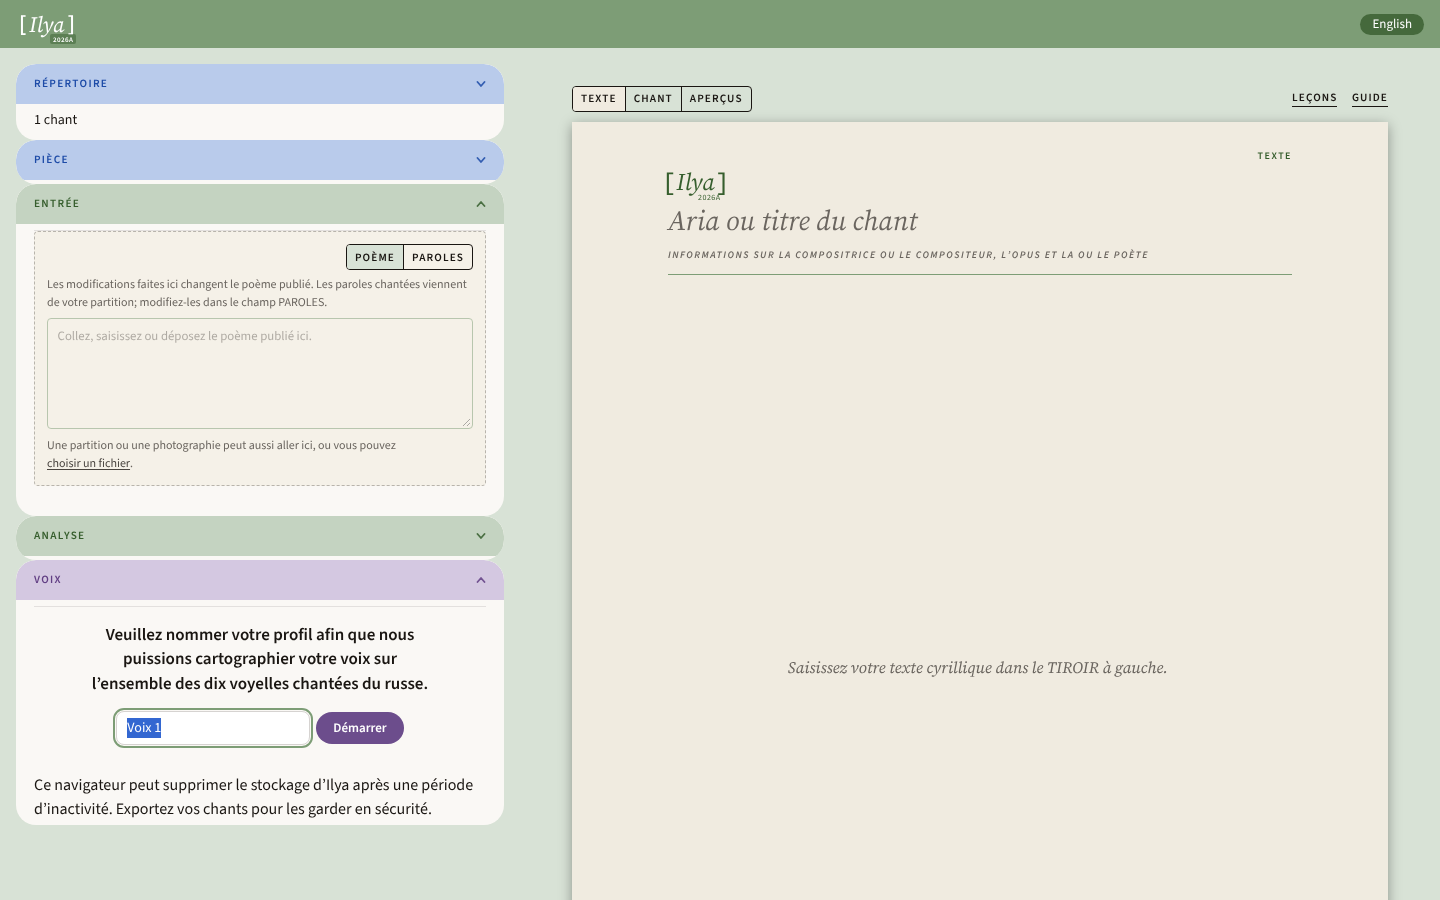 [Ilya]
2026A
English
RÉPERTOIRE
1 chant
PIÈCE
ENTRÉE
POÈME PAROLES
Les modifications faites ici changent le poème publié. Les paroles chantées viennent
de votre partition; modifiez-les dans le champ PAROLES.
Collez, saisissez ou déposez le poème publié ici.
Une partition ou une photographie peut aussi aller ici, ou vous pouvez
choisir un fichier.
ANALYSE
VOIX
Veuillez nommer votre profil afin que nous
puissions cartographier votre voix sur
l’ensemble des dix voyelles chantées du russe.
Voix 1 Démarrer
Ce navigateur peut supprimer le stockage d’Ilya après une période
d’inactivité. Exportez vos chants pour les garder en sécurité.
TEXTE CHANT APERÇUS
LEÇONS GUIDE
TEXTE
[Ilya]
2026A
Aria ou titre du chant
INFORMATIONS SUR LA COMPOSITRICE OU LE COMPOSITEUR, L’OPUS ET LA OU LE POÈTE
Saisissez votre texte cyrillique dans le TIROIR à gauche.